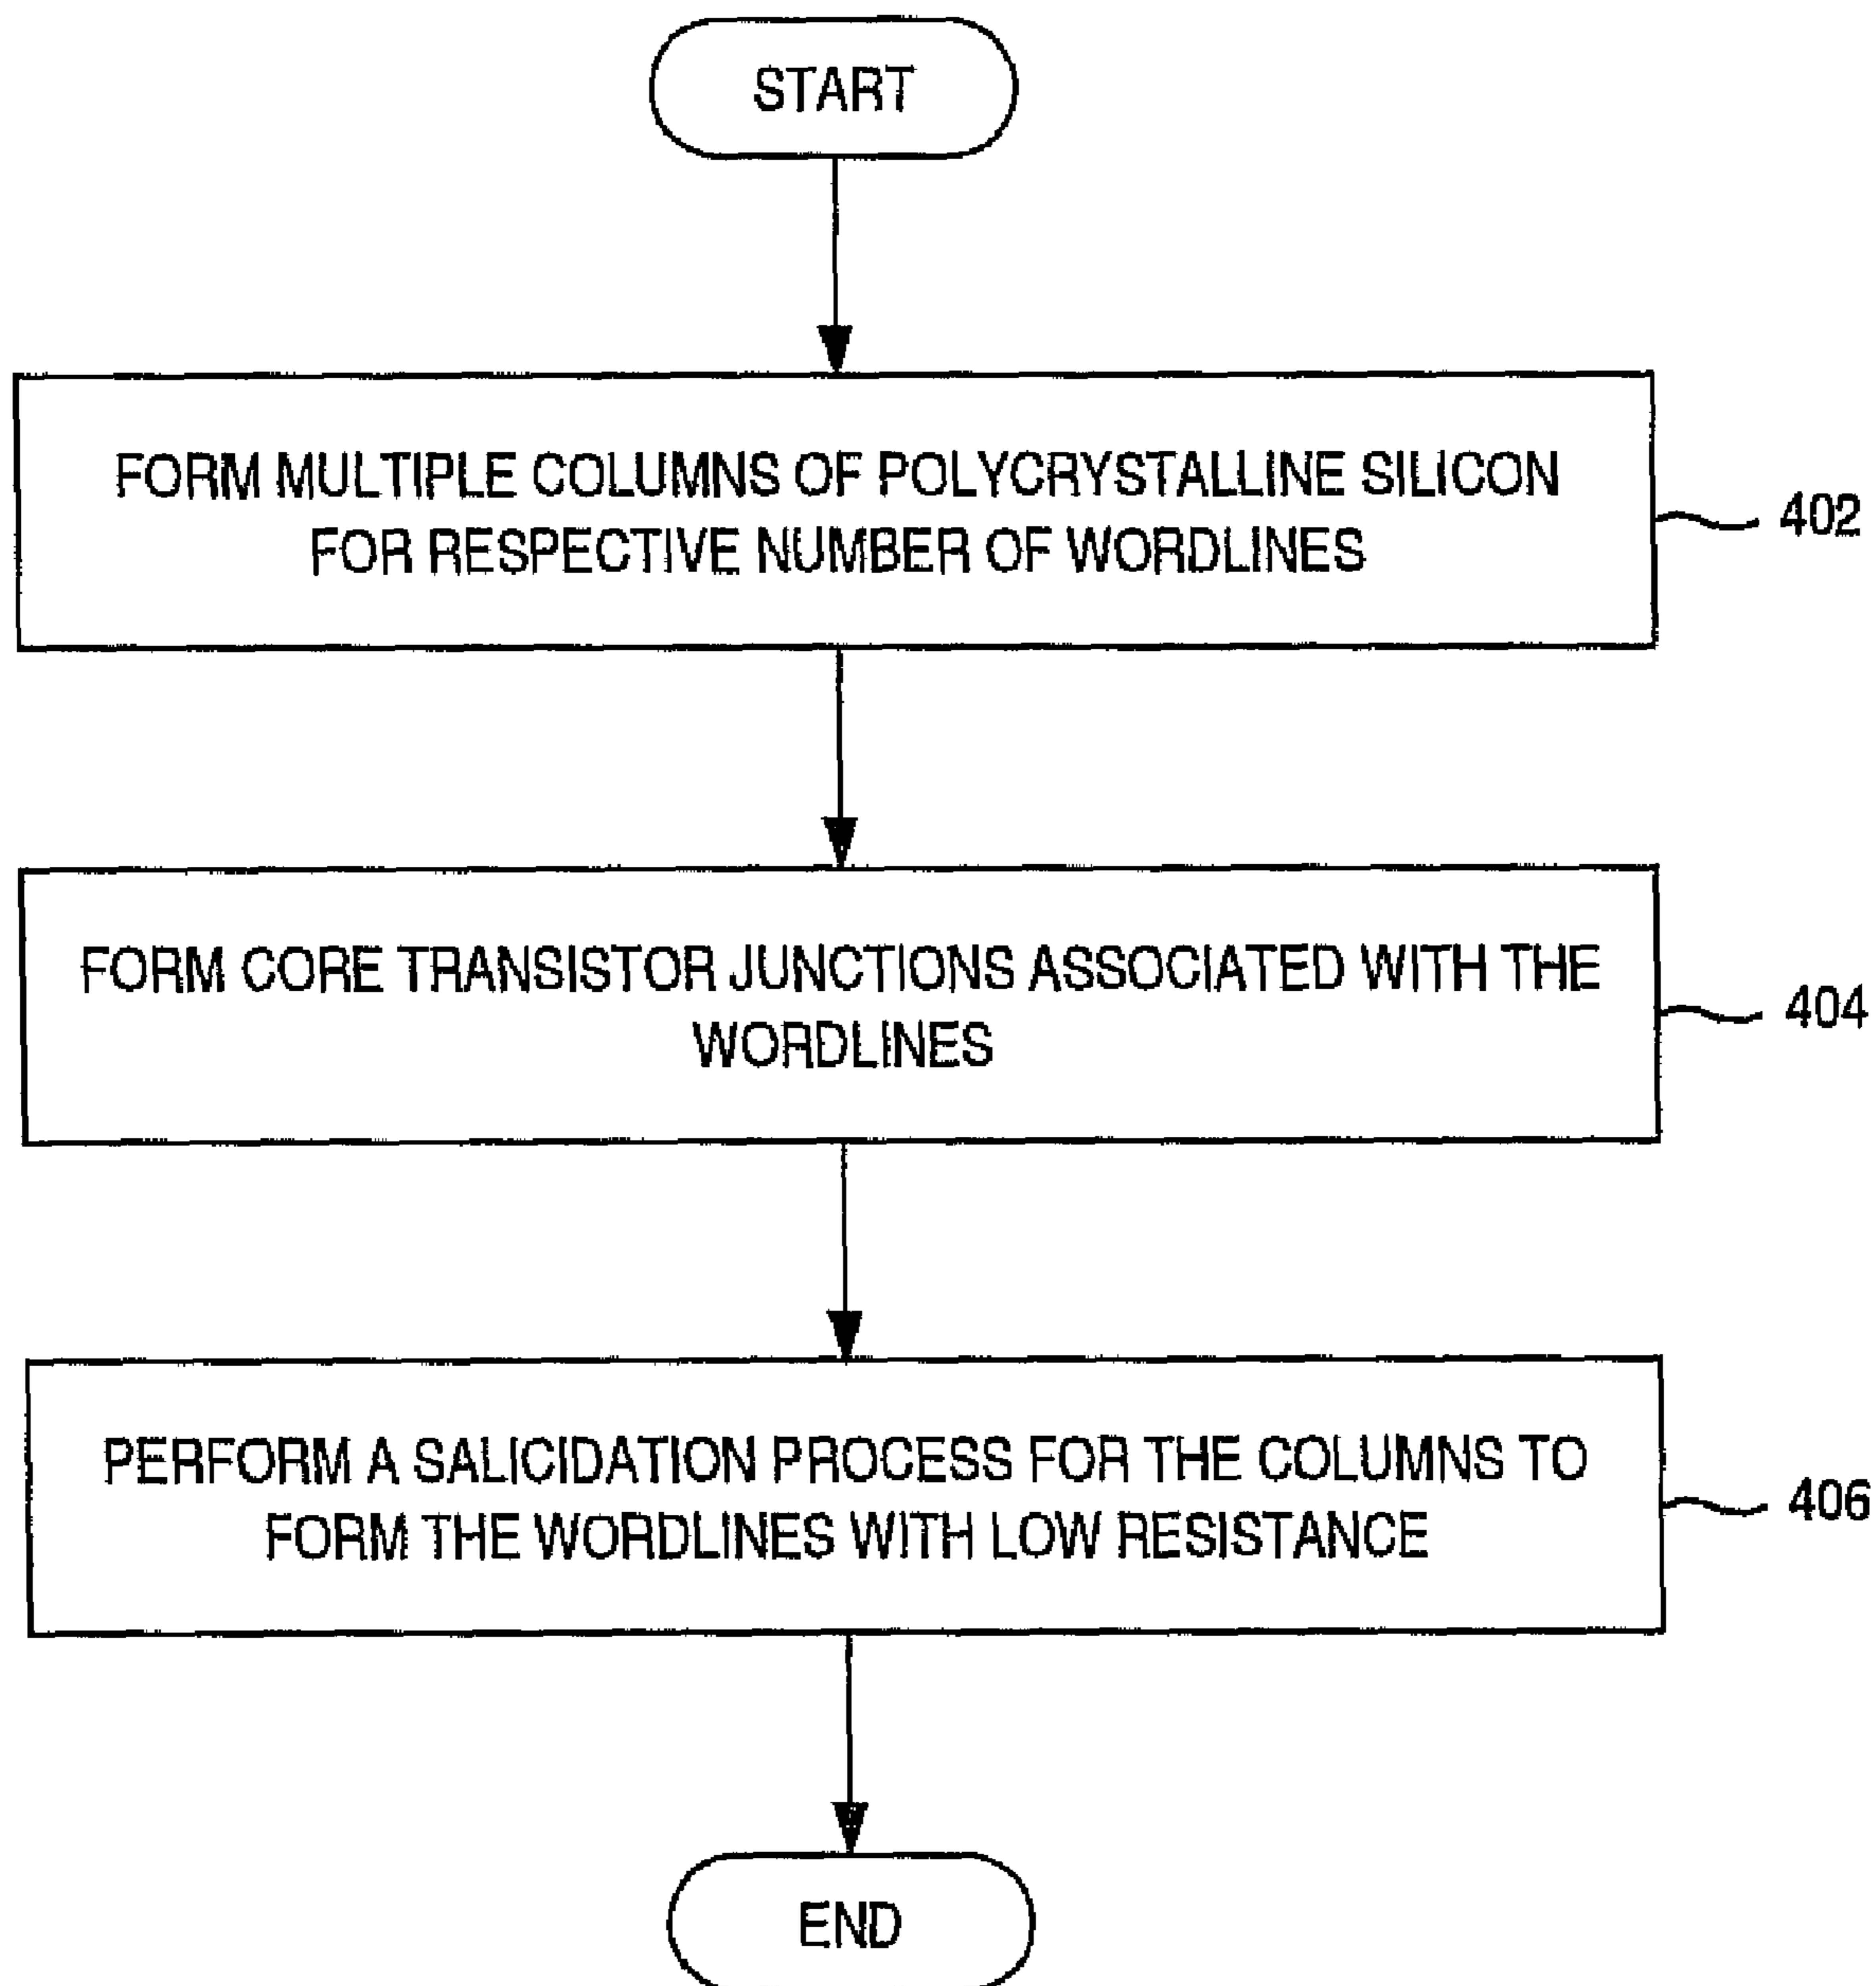 START
FORM MULTIPLE COLUMNS OF POLYCRYSTALLINE SILICON
FOR RESPECTIVE NUMBER OF WORDLINES
402
FORM CORE TRANSISTOR JUNCTIONS ASSOCIATED WITH THE
WORDLINES
404
PERFORM A SALICIDATION PROCESS FOR THE COLUMNS TO
FORM THE WORDLINES WITH LOW RESISTANCE
406
END